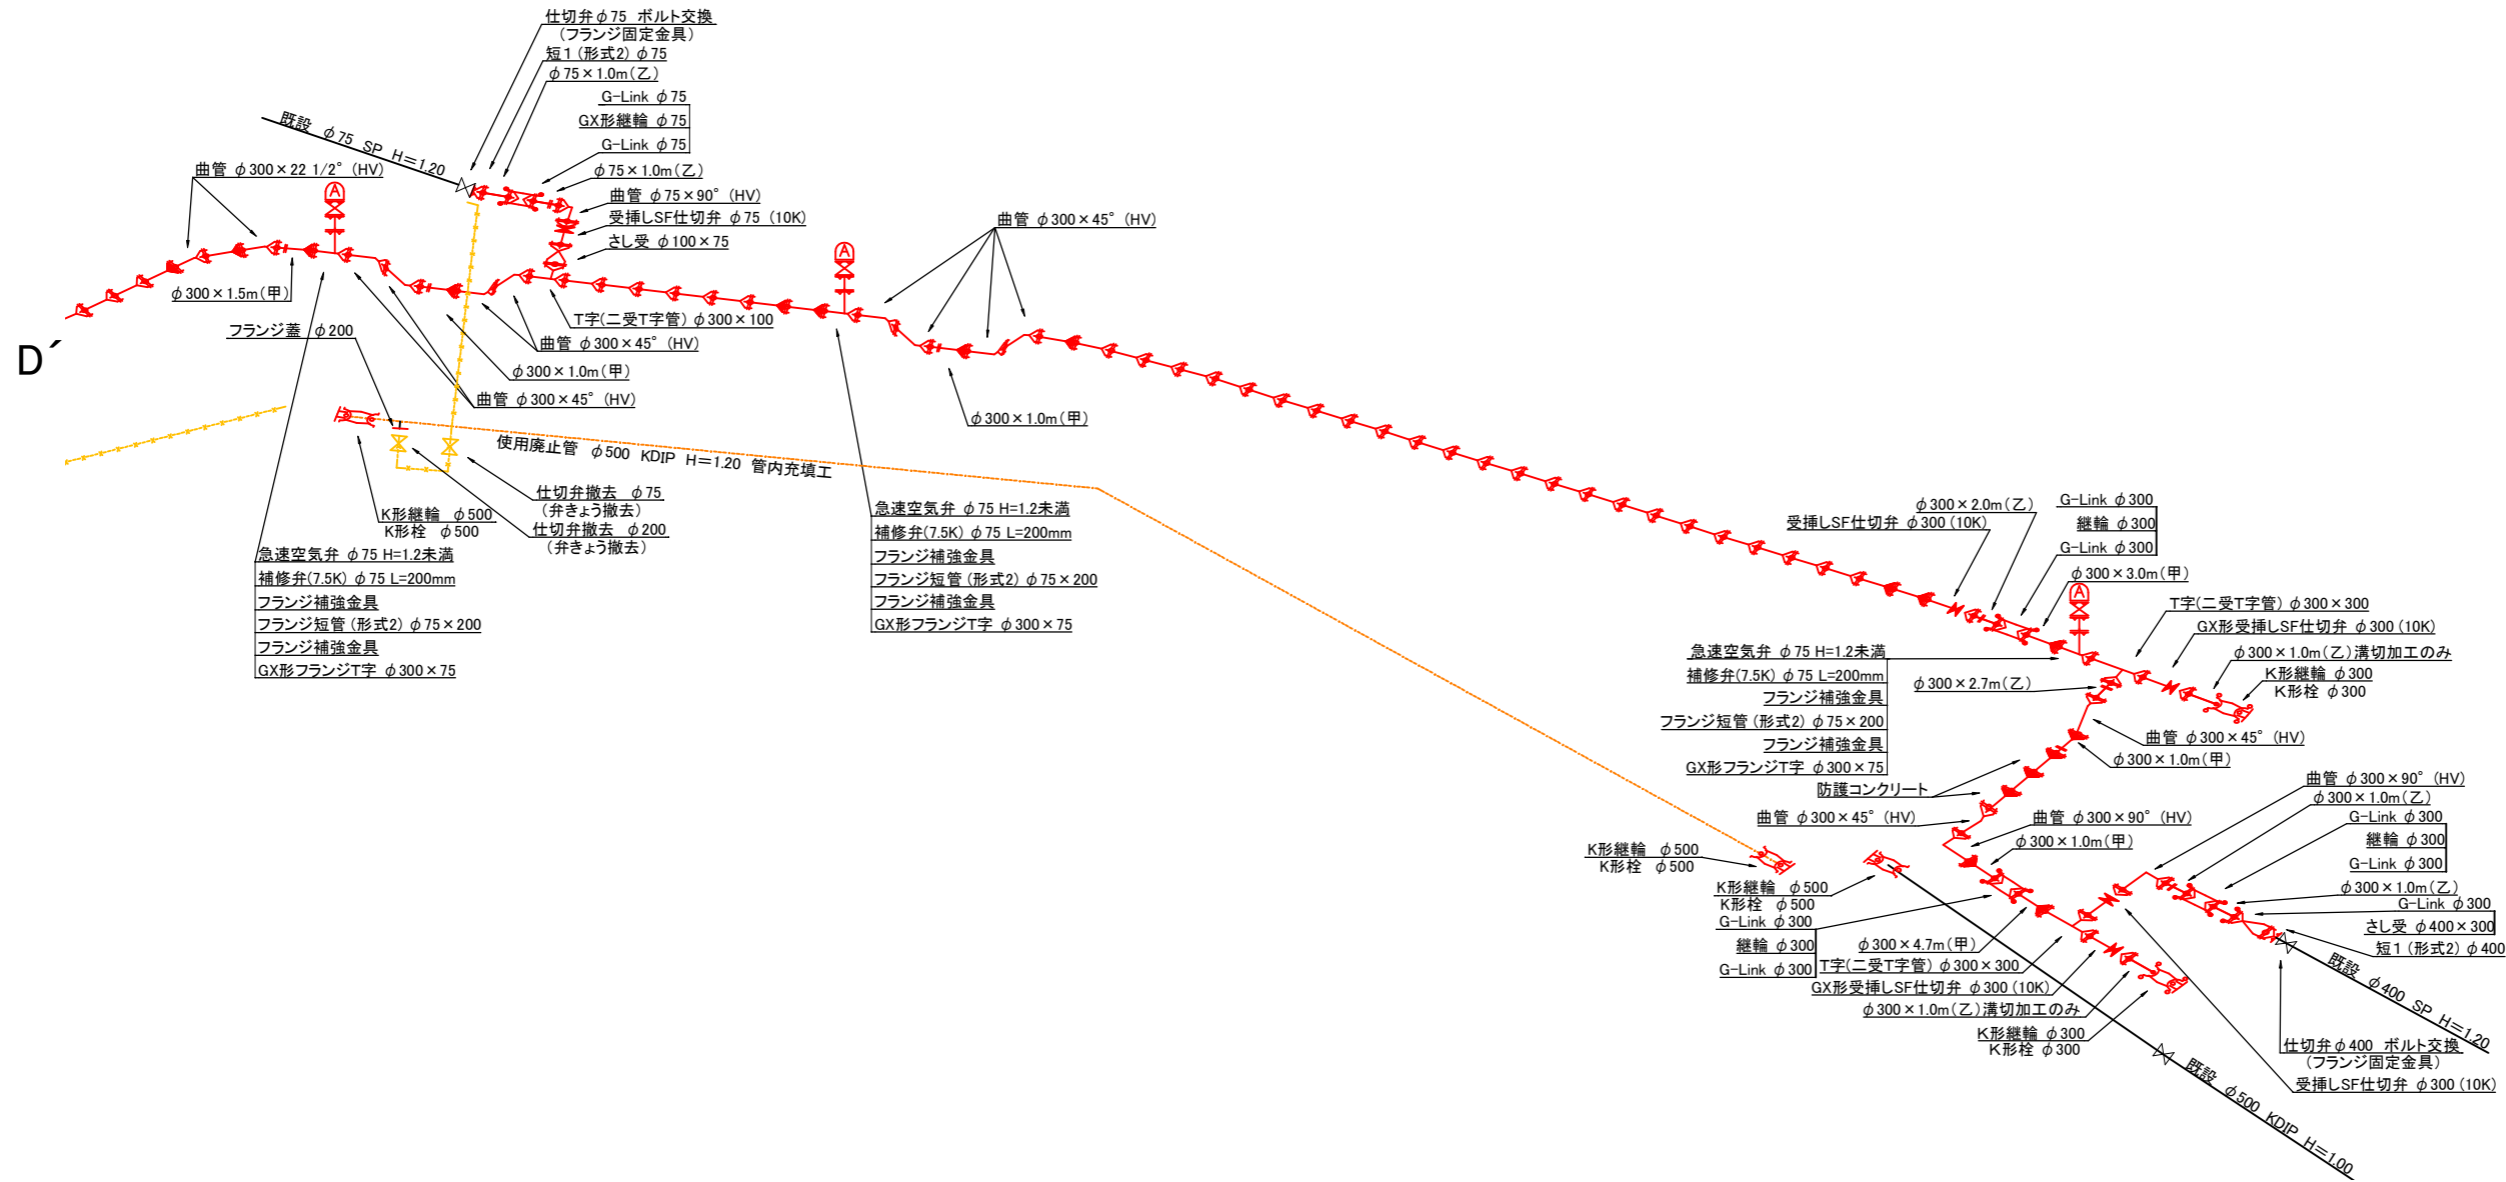 仕切弁φ75 ボルト交換
(フランジ固定金具)
短1 (形式2) φ75
φ75×1.0m(乙)
G-Link φ75
GX形継輪 φ75
G-Link φ75
既設 φ75 SP H=1.20
曲管 φ300×22 1/2° (HV)
A
φ75×1.0m(乙)
曲管 φ75×90° (HV)
受挿しSF仕切弁 φ75 (10K)
さし受 φ100×75
曲管 φ300×45° (HV)
A
φ300×1.5m(甲)
T字(二受T字管) φ300×100
フランジ蓋 φ200
曲管 φ300×45° (HV)
D´
φ300×1.0m(甲)
曲管 φ300×45° (HV)
φ300×1.0m(甲)
使用廃止管 φ500 KDIP H=1.20 管内充填工
仕切弁撤去 φ75
(弁きょう撤去)
K形継輪 φ500
K形栓 φ500
仕切弁撤去 φ200
(弁きょう撤去)
急速空気弁 φ75 H=1.2未満
補修弁(7.5K) φ75 L=200mm
フランジ補強金具
フランジ短管 (形式2) φ75×200
フランジ補強金具
GX形フランジT字 φ300×75
急速空気弁 φ75 H=1.2未満
補修弁(7.5K) φ75 L=200mm
フランジ補強金具
フランジ短管 (形式2) φ75×200
フランジ補強金具
GX形フランジT字 φ300×75
φ300×2.0m(乙)
受挿しSF仕切弁 φ300 (10K)
G-Link φ300
継輪 φ300
G-Link φ300
φ300×3.0m(甲)
A
T字(二受T字管) φ300×300
GX形受挿しSF仕切弁 φ300 (10K)
φ300×1.0m(乙)溝切加工のみ
K形継輪 φ300
K形栓 φ300
急速空気弁 φ75 H=1.2未満
補修弁(7.5K) φ75 L=200mm
フランジ補強金具
フランジ短管 (形式2) φ75×200
フランジ補強金具
GX形フランジT字 φ300×75
φ300×2.7m(乙)
曲管 φ300×45° (HV)
φ300×1.0m(甲)
防護コンクリート
曲管 φ300×45° (HV)
曲管 φ300×90° (HV)
φ300×1.0m(甲)
曲管 φ300×90° (HV)
φ300×1.0m(乙)
G-Link φ300
継輪 φ300
G-Link φ300
φ300×1.0m(乙)
G-Link φ300
さし受 φ400×300
短1 (形式2) φ400
K形継輪 φ500
K形栓 φ500
K形継輪 φ500
K形栓 φ500
G-Link φ300
継輪 φ300
G-Link φ300
φ300×4.7m(甲)
T字(二受T字管) φ300×300
GX形受挿しSF仕切弁 φ300 (10K)
φ300×1.0m(乙)溝切加工のみ
K形継輪 φ300
K形栓 φ300
既設 φ400 SP H=1.20
仕切弁φ400 ボルト交換
(フランジ固定金具)
受挿しSF仕切弁 φ300 (10K)
既設 φ500 KDIP H=1.00